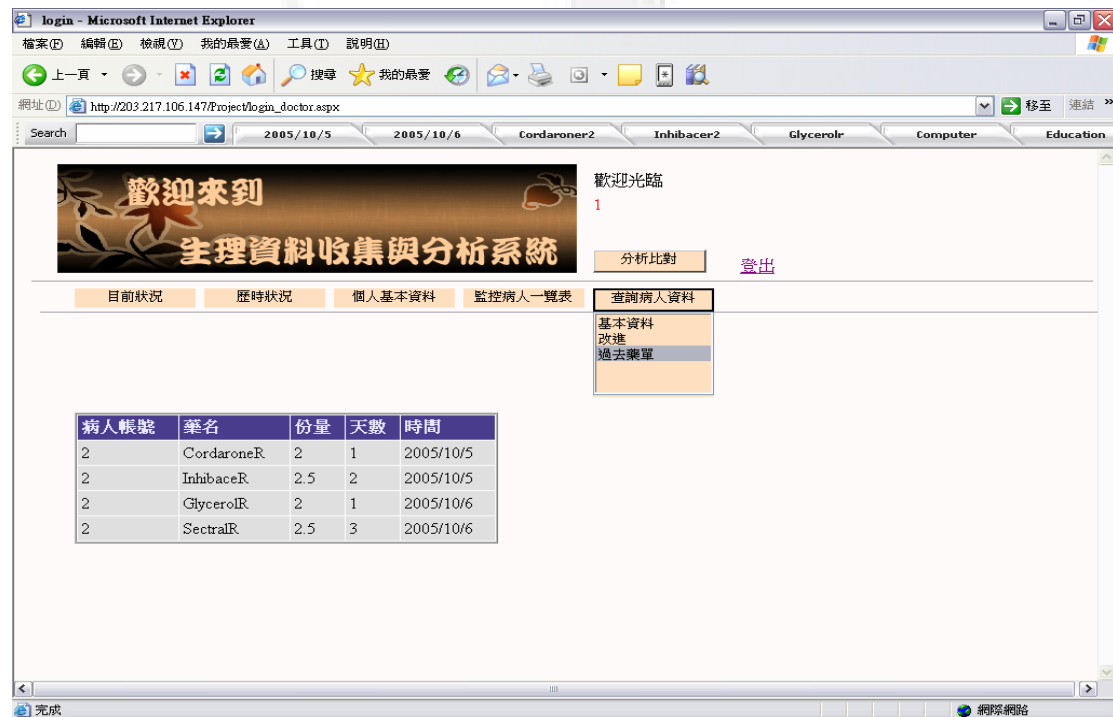 login - Microsoft Internet Explorer
檔案(F) 編輯(E) 檢視(V) 我的最愛(A) 工具(T) 說明(H)
上一頁 搜尋 我的最愛
網址(D) http://203.217.106.147/Project/login_doctor.aspx 移至 連結 »
Search 2005/10/5 2005/10/6 Cordaroner2 Inhibacer2 Glycerolr Computer Education
歡迎來到
生理資料收集與分析系統
歡迎光臨
1
分析比對 登出
目前狀況 歷時狀況 個人基本資料 監控病人一覽表 查詢病人資料
基本資料
改進
過去藥單
病人帳號 藥名 份量 天數 時間
2 CordaroneR 2 1 2005/10/5
2 InhibaceR 2.5 2 2005/10/5
2 GlycerolR 2 1 2005/10/6
2 SectralR 2.5 3 2005/10/6
完成 網際網路